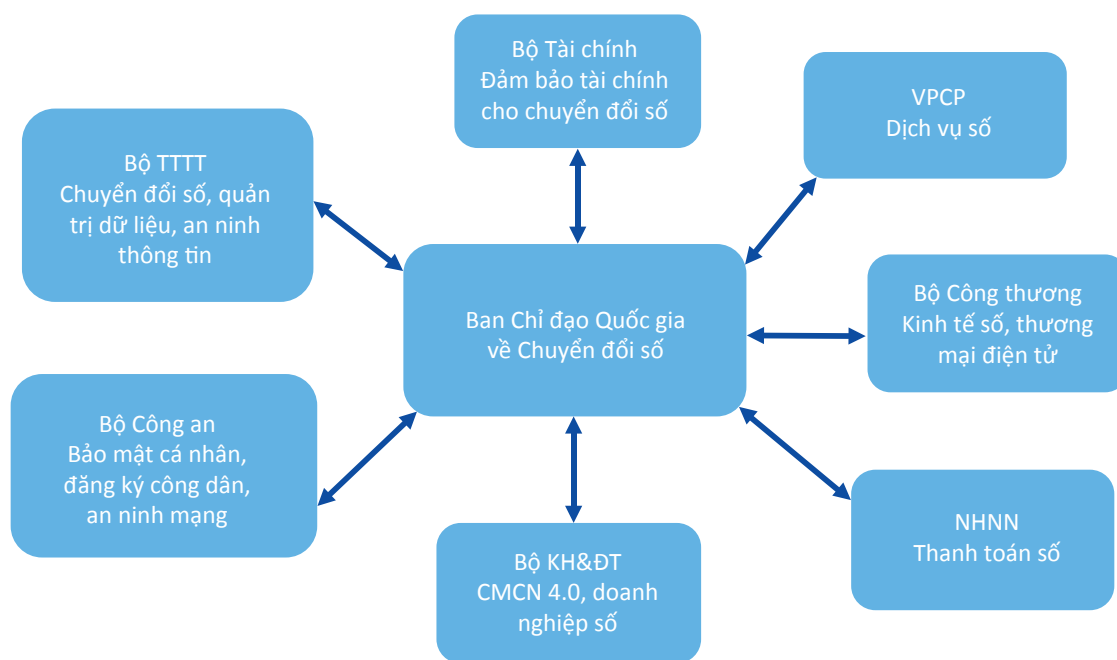 Bộ Tài chính
Đảm bảo tài chính
cho chuyển đổi số
VPCP
Dịch vụ số
Bộ TTTT
Chuyển đổi số, quản
trị dữ liệu, an ninh
thông tin
Bộ Công thương
Kinh tế số, thương
mại điện tử
Ban Chỉ đạo Quốc gia
về Chuyển đổi số
Bộ Công an
Bảo mật cá nhân,
đăng ký công dân,
an ninh mạng
NHNN
Thanh toán số
Bộ KH&ĐT
CMCN 4.0, doanh
nghiệp số